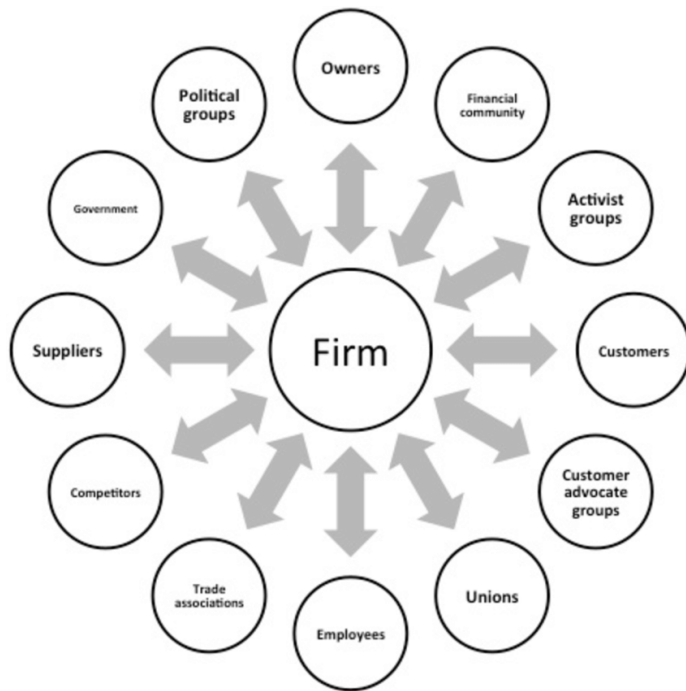 Owners
Financial
community
Political
groups
Activist
groups
Government
Firm
Suppliers
Customers
Customer
advocate
groups
Competitors
Trade
associations
Unions
Employees